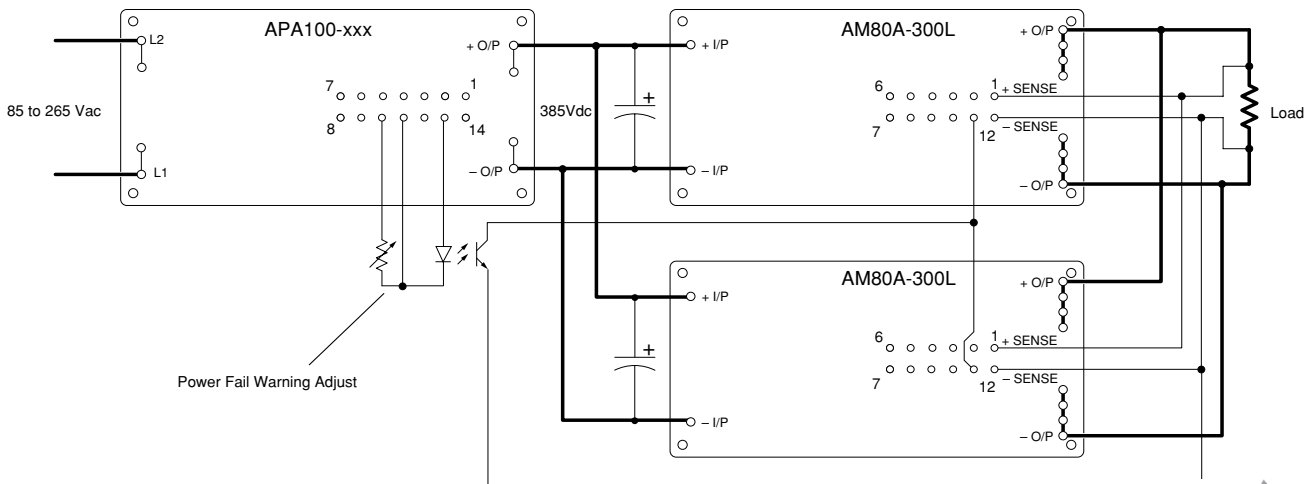 APA100-xxx
AM80A-300L
L2
+ O/P
+ I/P
+ O/P
7
1
6
1
+ SENSE
85 to 265 Vac
385Vdc
+
Load
8
14
7
12
– SENSE
L1
– O/P
– I/P
– O/P
AM80A-300L
+ I/P
+ O/P
6
1
+ SENSE
+
7
12
– SENSE
Power Fail Warning Adjust
– I/P
– O/P